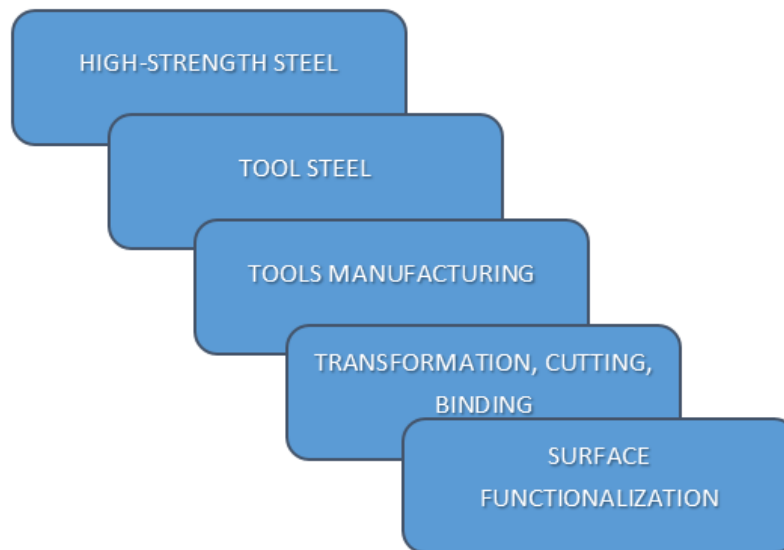 HIGH-STRENGTH STEEL
TOOL STEEL
TOOLS MANUFACTURING
TRANSFORMATION, CUTTING,
BINDING
SURFACE
FUNCTIONALIZATION